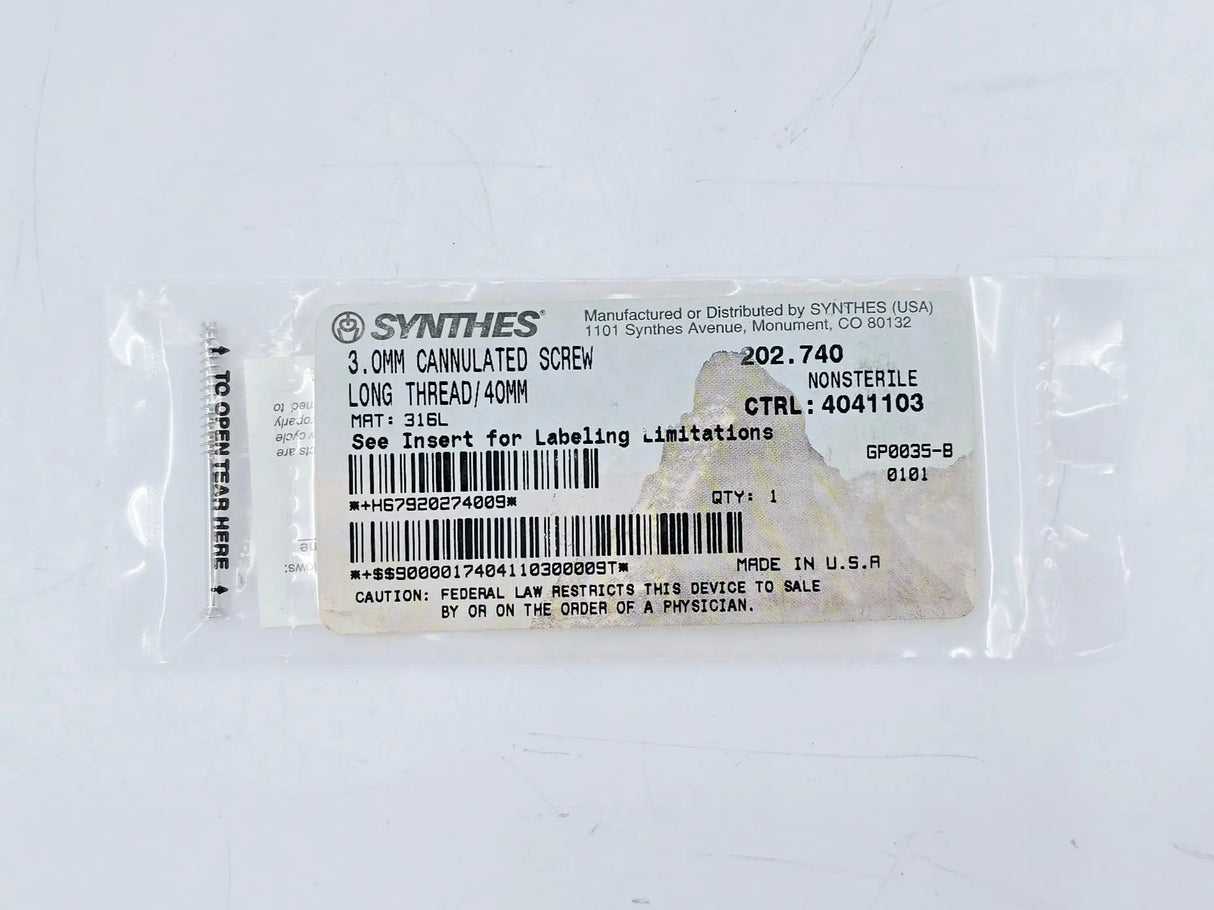 SYNTHES®
Manufactured or Distributed by SYNTHES (USA)
1101 Synthes Avenue, Monument, CO 80132
3.0MM CANNULATED SCREW
202.740
LONG THREAD/40MM
NONSTERILE
MAT: 316L
CTRL: 4041103
See Insert for Labeling Limitations
GP0035-B
0101
*+H67920274009*
QTY: 1
*+$$9000017404110300009T*
MADE IN U.S.A
CAUTION: FEDERAL LAW RESTRICTS THIS DEVICE TO SALE
BY OR ON THE ORDER OF A PHYSICIAN.
TO OPEN TEAR HERE
cycle
are